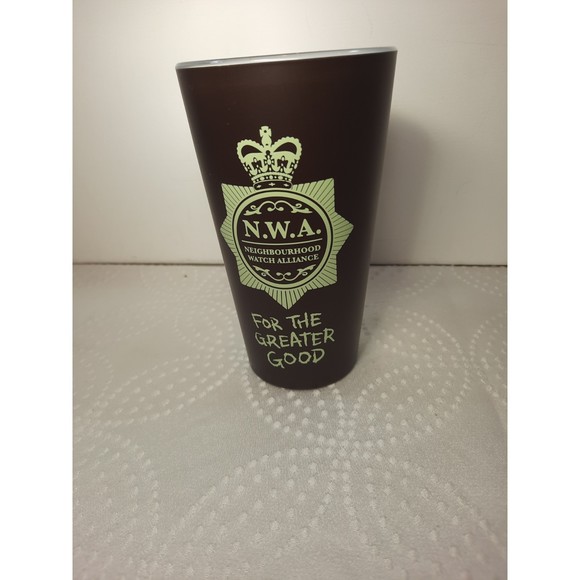 N.W.A.
NEIGHBOURHOOD
WATCH ALLIANCE
FOR THE
GREATER
GOOD